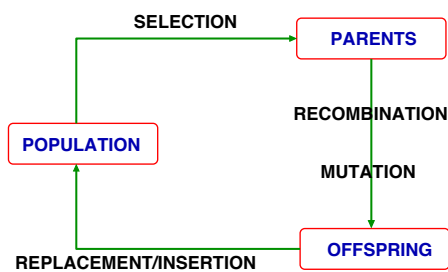 SELECTION
PARENTS
RECOMBINATION
POPULATION
MUTATION
OFFSPRING
REPLACEMENT/INSERTION